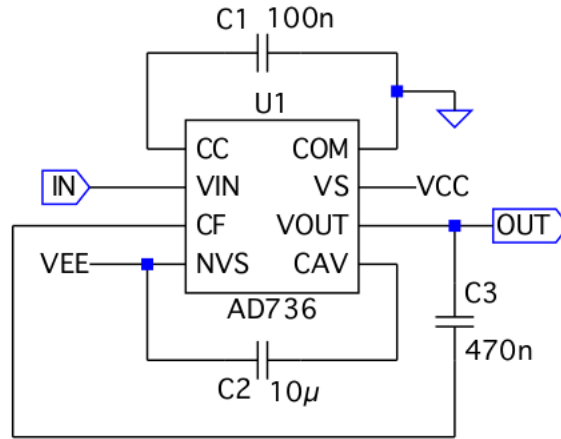 C1 100n
U1
CC COM
IN VIN VS VCC
CF VOUT OUT
VEE NVS CAV
C3
AD736
470n
C2 10µ